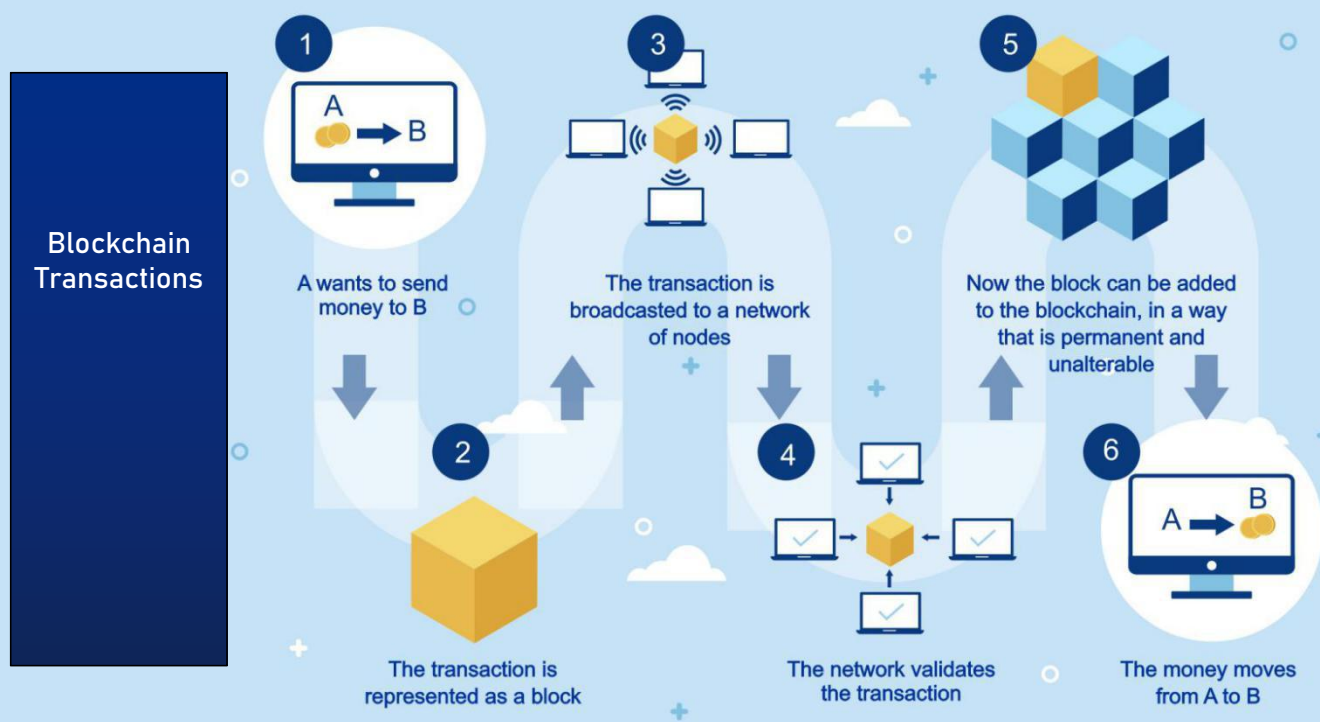 Blockchain
Transactions
1
A
B
A wants to send
money to B
2
The transaction is
represented as a block
3
The transaction is
broadcasted to a network
of nodes
4
The network validates
the transaction
5
Now the block can be added
to the blockchain, in a way
that is permanent and
unalterable
6
A
B
The money moves
from A to B